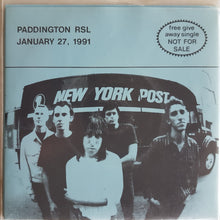 PADDINGTON RSL
JANUARY 27, 1991
free give
away single
NOT FOR
SALE
NEW YORK POST